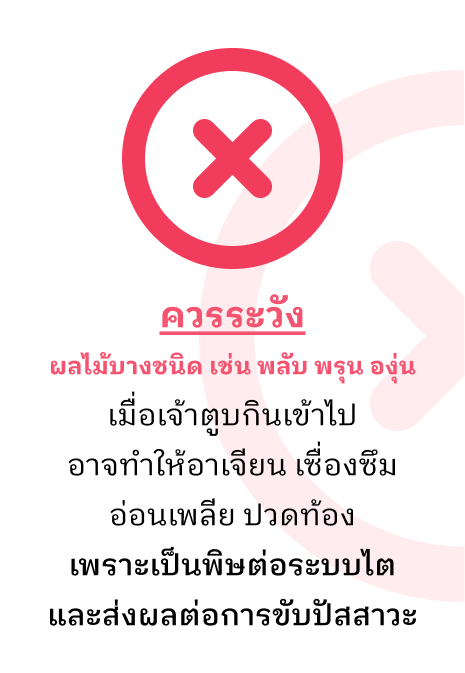 ควรระวัง
ผลไม้บางชนิด เช่น พลับ พรุน องุ่น
เมื่อเจ้าตูบกินเข้าไป
อาจทำให้อาเจียน เซื่องซึม
อ่อนเพลีย ปวดท้อง
เพราะเป็นพิษต่อระบบไต
และส่งผลต่อการขับปัสสาวะ